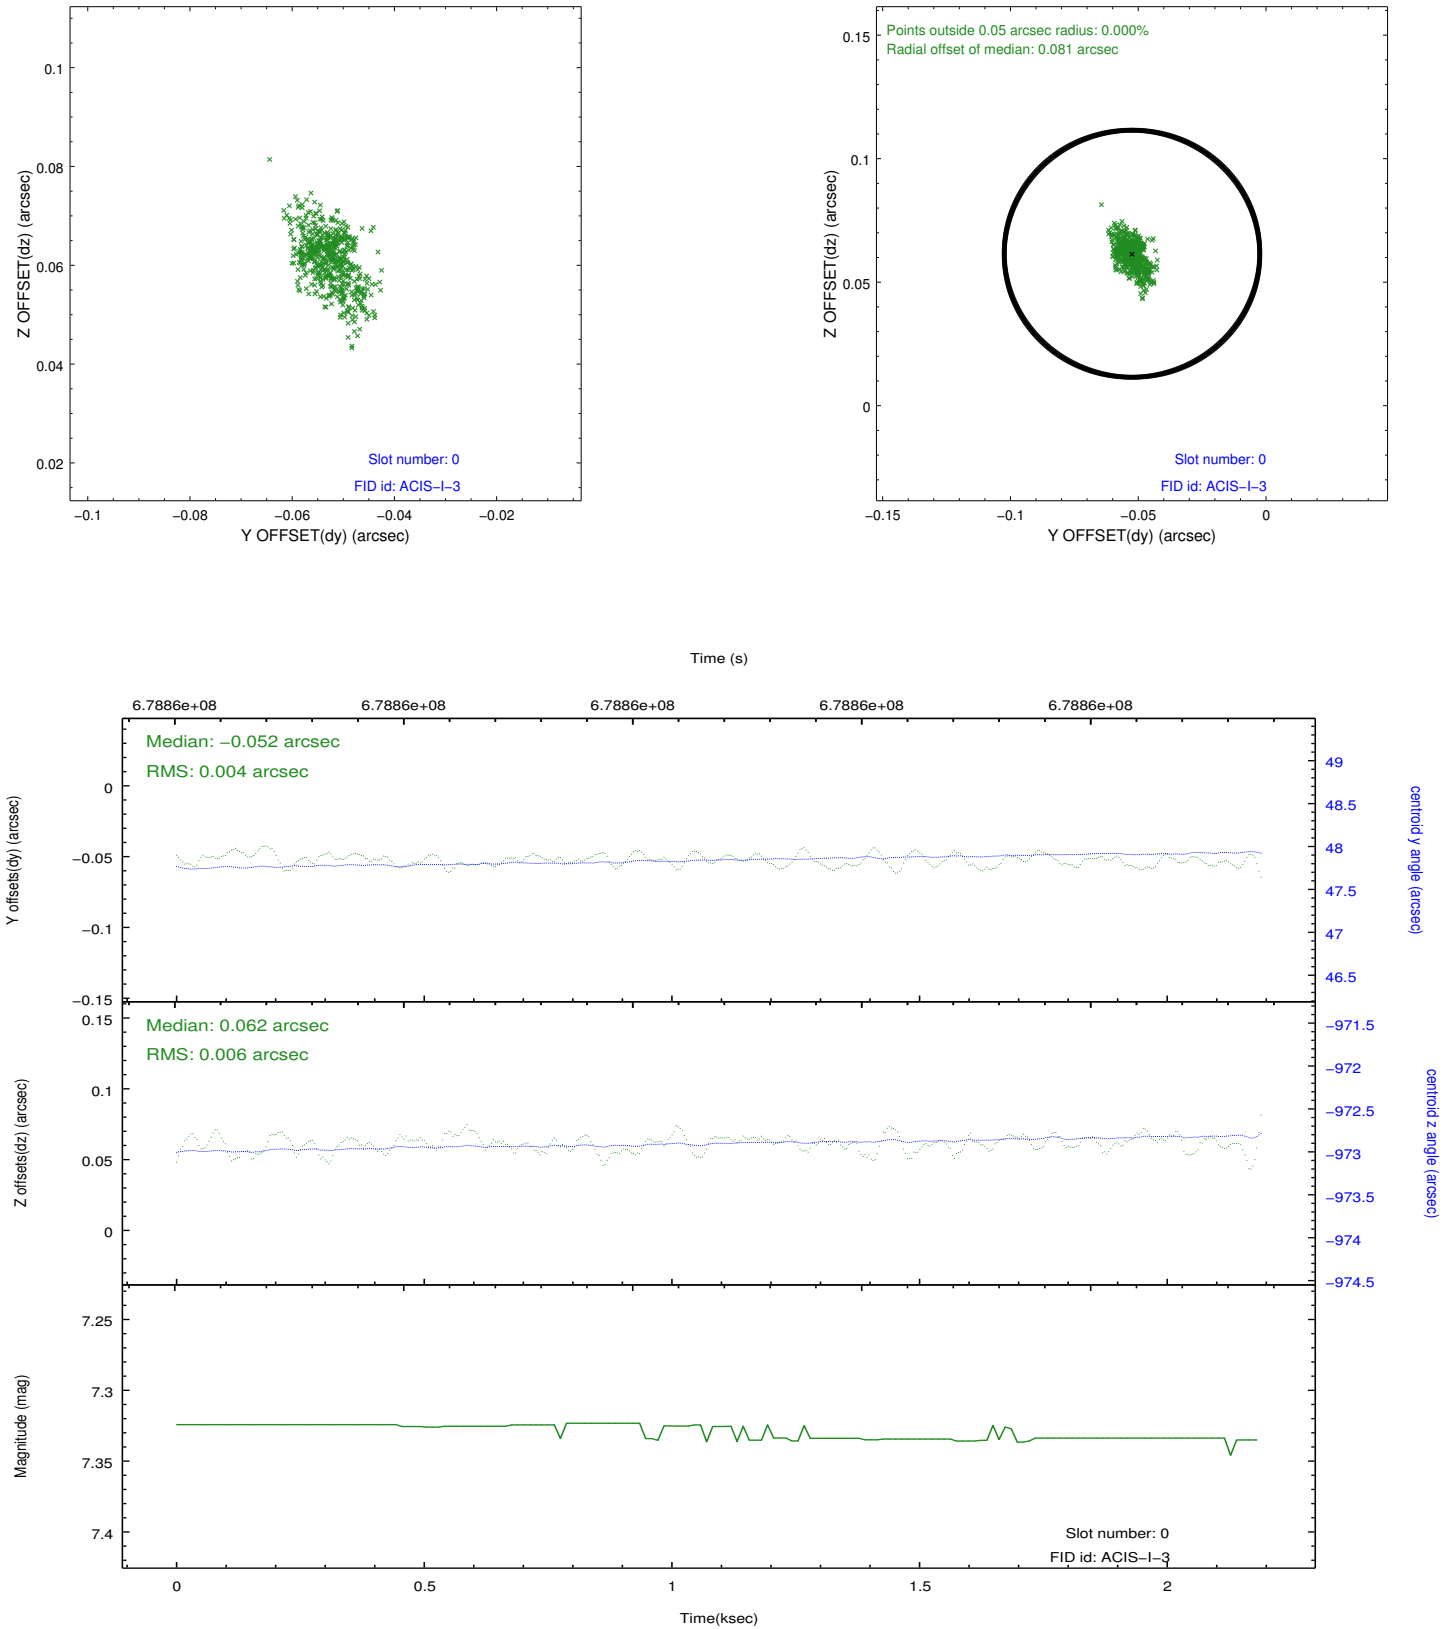 0.1
0.08
0.06
0.04
0.02
Z OFFSET(dz) (arcsec)
Slot number: 0
FID id: ACIS-I-3
-0.1 -0.08 -0.06 -0.04 -0.02
Y OFFSET(dy) (arcsec)
Points outside 0.05 arcsec radius: 0.000%
Radial offset of median: 0.081 arcsec
0.15
0.1
0.05
0
Z OFFSET(dz) (arcsec)
Slot number: 0
FID id: ACIS-I-3
-0.15 -0.1 -0.05 0
Y OFFSET(dy) (arcsec)
Time (s)
6.7886e+08 6.7886e+08 6.7886e+08 6.7886e+08 6.7886e+08
Median: -0.052 arcsec
RMS: 0.004 arcsec
0
-0.05
-0.1
-0.15
Y offsets(dy) (arcsec)
49
48.5
48
47.5
47
46.5
centroid y angle (arcsec)
Median: 0.062 arcsec
RMS: 0.006 arcsec
0.15
0.1
0.05
0
Z offsets(dz) (arcsec)
-971.5
-972
-972.5
-973
-973.5
-974
-974.5
centroid z angle (arcsec)
7.25
7.3
7.35
7.4
Magnitude (mag)
Slot number: 0
FID id: ACIS-I-3
0 0.5 1 1.5 2
Time(ksec)